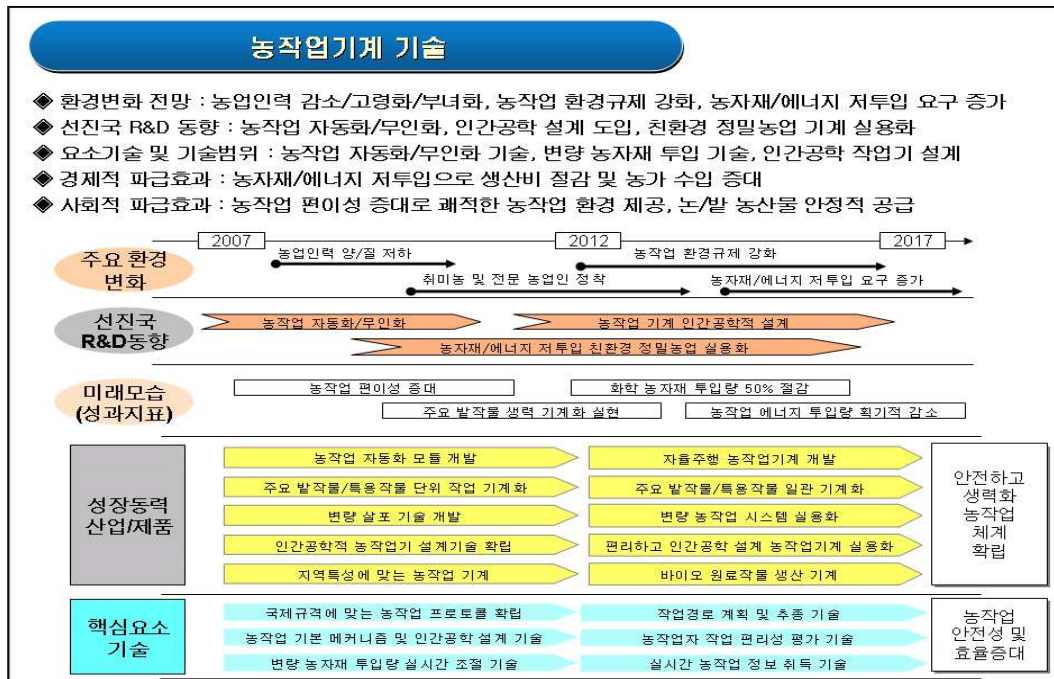 농작업기계 기술
◈ 환경변화 전망 : 농업인력 감소/고령화/부녀화, 농작업 환경규제 강화, 농자재/에너지 저투입 요구 증가
◈ 선진국 R&D 동향 : 농작업 자동화/무인화, 인간공학 설계 도입, 친환경 정밀농업 기계 실용화
◈ 요소기술 및 기술범위 : 농작업 자동화/무인화 기술, 변량 농자재 투입 기술, 인간공학 작업기 설계
◈ 경제적 파급효과 : 농자재/에너지 저투입으로 생산비 절감 및 농가 수입 증대
◈ 사회적 파급효과 : 농작업 편이성 증대로 쾌적한 농작업 환경 제공, 논/밭 농산물 안정적 공급
2007 2012 2017
주요 환경
변화
농업인력 양/질 저하
농작업 환경규제 강화
취미농 및 전문 농업인 정착
농자재/에너지 저투입 요구 증가
선진국
R&D동향
농작업 자동화/무인화
농작업 기계 인간공학적 설계
농자재/에너지 저투입 친환경 정밀농업 실용화
미래모습
(성과지표)
농작업 편이성 증대
화학 농자재 투입량 50% 절감
주요 밭작물 생력 기계화 실현
농작업 에너지 투입량 획기적 감소
성장동력
산업/제품
농작업 자동화 모듈 개발
자율주행 농작업기계 개발
주요 밭작물/특용작물 단위 작업 기계화
주요 밭작물/특용작물 일관 기계화
변량 살포 기술 개발
변량 농작업 시스템 실용화
인간공학적 농작업기 설계기술 확립
편리하고 인간공학 설계 농작업기계 실용화
지역특성에 맞는 농작업 기계
바이오 원료작물 생산 기계
안전하고
생력화
농작업
체계
확립
핵심요소
기술
국제규격에 맞는 농작업 프로토콜 확립
작업경로 계획 및 추종 기술
농작업 기본 메커니즘 및 인간공학 설계 기술
농작업자 작업 편리성 평가 기술
변량 농자재 투입량 실시간 조절 기술
실시간 농작업 정보 취득 기술
농작업
안전성 및
효율증대